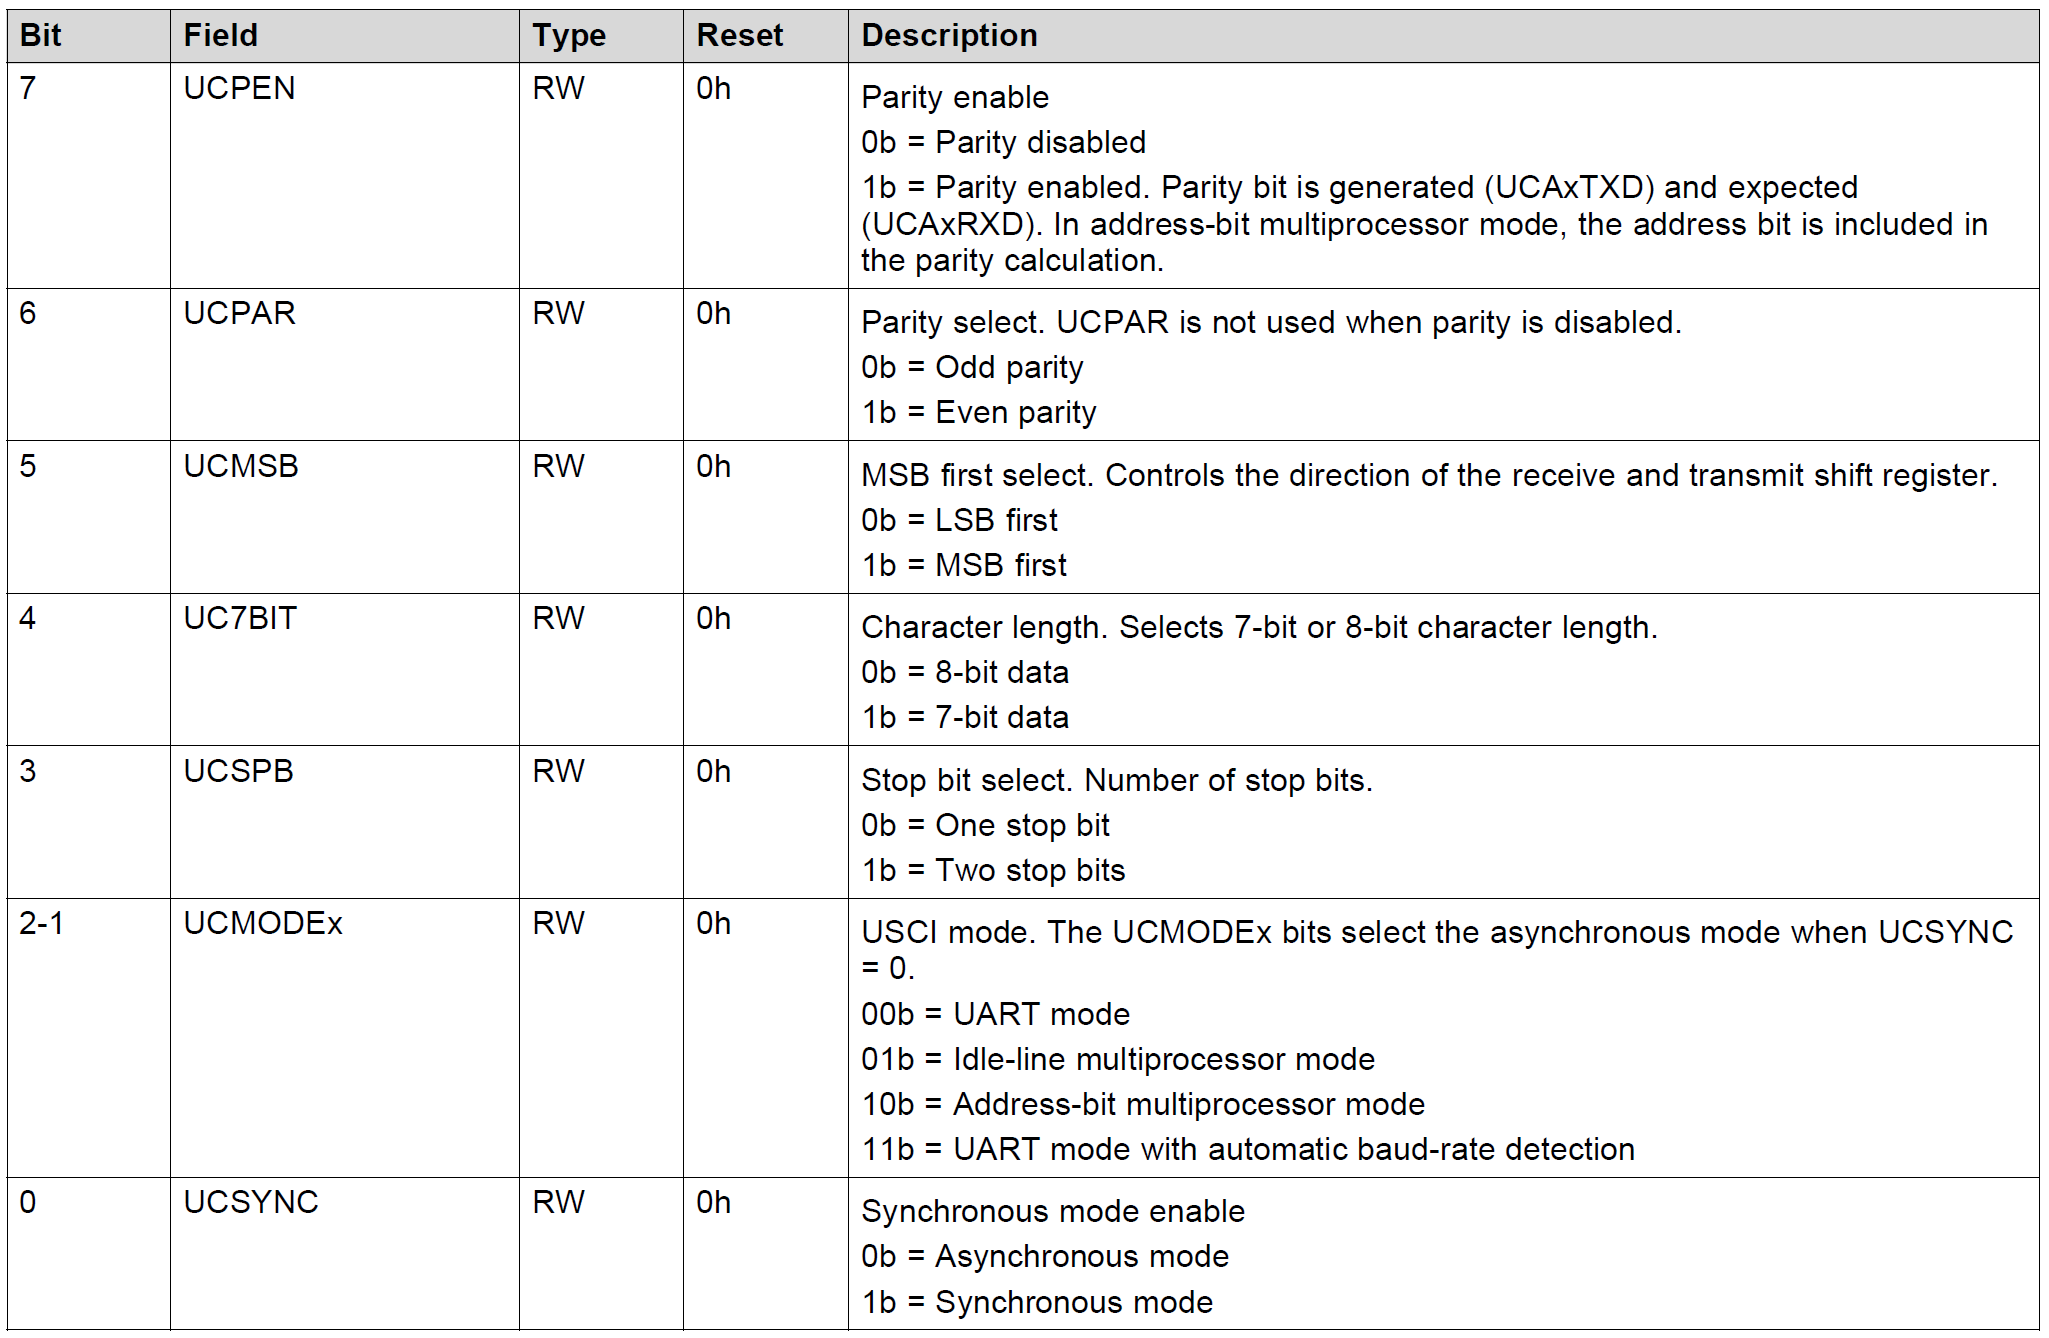 Bit Field Type Reset Description
7 UCPEN RW 0h Parity enable
0b = Parity disabled
1b = Parity enabled. Parity bit is generated (UCAxTXD) and expected
(UCAxRXD). In address-bit multiprocessor mode, the address bit is included in
the parity calculation.
6 UCPAR RW 0h Parity select. UCPAR is not used when parity is disabled.
0b = Odd parity
1b = Even parity
5 UCMSB RW 0h MSB first select. Controls the direction of the receive and transmit shift register.
0b = LSB first
1b = MSB first
4 UC7BIT RW 0h Character length. Selects 7-bit or 8-bit character length.
0b = 8-bit data
1b = 7-bit data
3 UCSPB RW 0h Stop bit select. Number of stop bits.
0b = One stop bit
1b = Two stop bits
2-1 UCMODEx RW 0h USCI mode. The UCMODEx bits select the asynchronous mode when UCSYNC
= 0.
00b = UART mode
01b = Idle-line multiprocessor mode
10b = Address-bit multiprocessor mode
11b = UART mode with automatic baud-rate detection
0 UCSYNC RW 0h Synchronous mode enable
0b = Asynchronous mode
1b = Synchronous mode